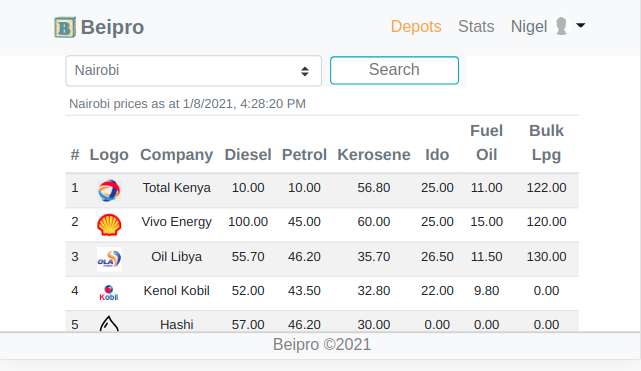 B Beipro Depots Stats Nigel
Nairobi Search
Nairobi prices as at 1/8/2021, 4:28:20 PM
# Logo Company Diesel Petrol Kerosene Ido Fuel Oil Bulk Lpg
1 Total Kenya 10.00 10.00 56.80 25.00 11.00 122.00
2 Vivo Energy 100.00 45.00 60.00 25.00 15.00 120.00
3 OLA Oil Libya 55.70 46.20 35.70 26.50 11.50 130.00
4 Kobil Kenol Kobil 52.00 43.50 32.80 22.00 9.80 0.00
5 Hashi 57.00 46.20 30.00 0.00 0.00 0.00
Beipro ©2021